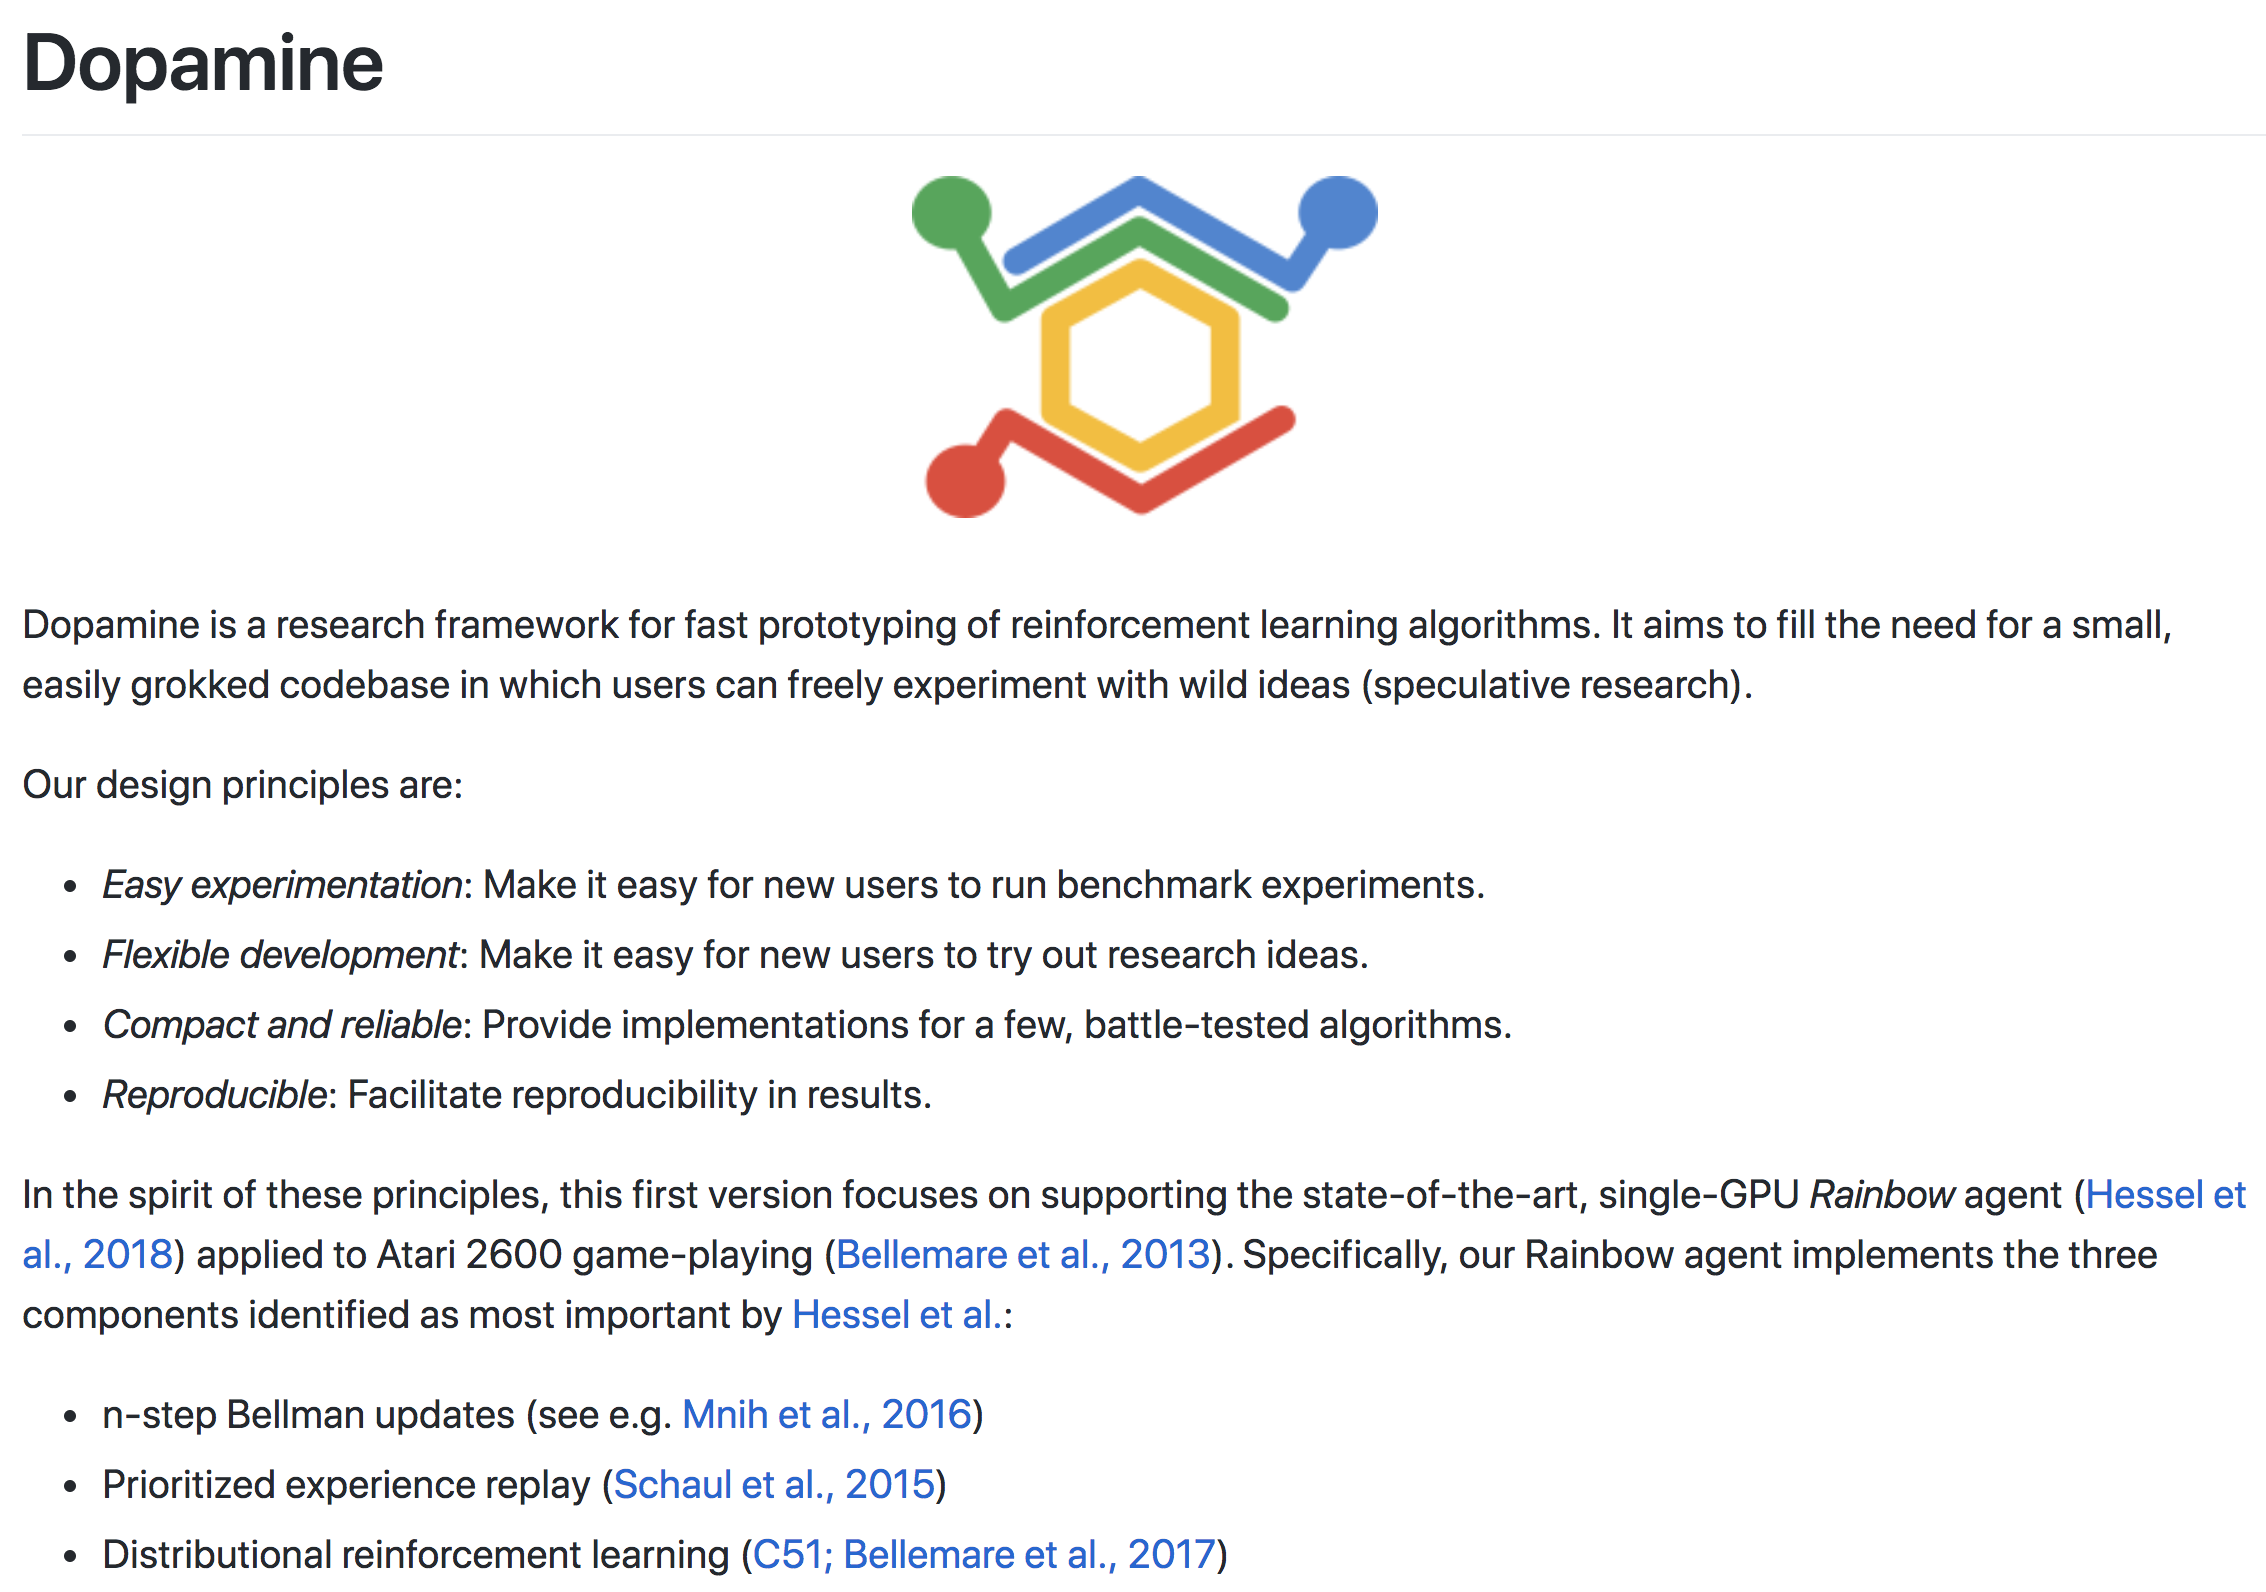 Dopamine
Dopamine is a research framework for fast prototyping of reinforcement learning algorithms. It aims to fill the need for a small,
easily grokked codebase in which users can freely experiment with wild ideas (speculative research).
Our design principles are:
• Easy experimentation: Make it easy for new users to run benchmark experiments.
• Flexible development: Make it easy for new users to try out research ideas.
• Compact and reliable: Provide implementations for a few, battle-tested algorithms.
• Reproducible: Facilitate reproducibility in results.
In the spirit of these principles, this first version focuses on supporting the state-of-the-art, single-GPU Rainbow agent (Hessel et
al., 2018) applied to Atari 2600 game-playing (Bellemare et al., 2013). Specifically, our Rainbow agent implements the three
components identified as most important by Hessel et al.:
• n-step Bellman updates (see e.g. Mnih et al., 2016)
• Prioritized experience replay (Schaul et al., 2015)
• Distributional reinforcement learning (C51; Bellemare et al., 2017)